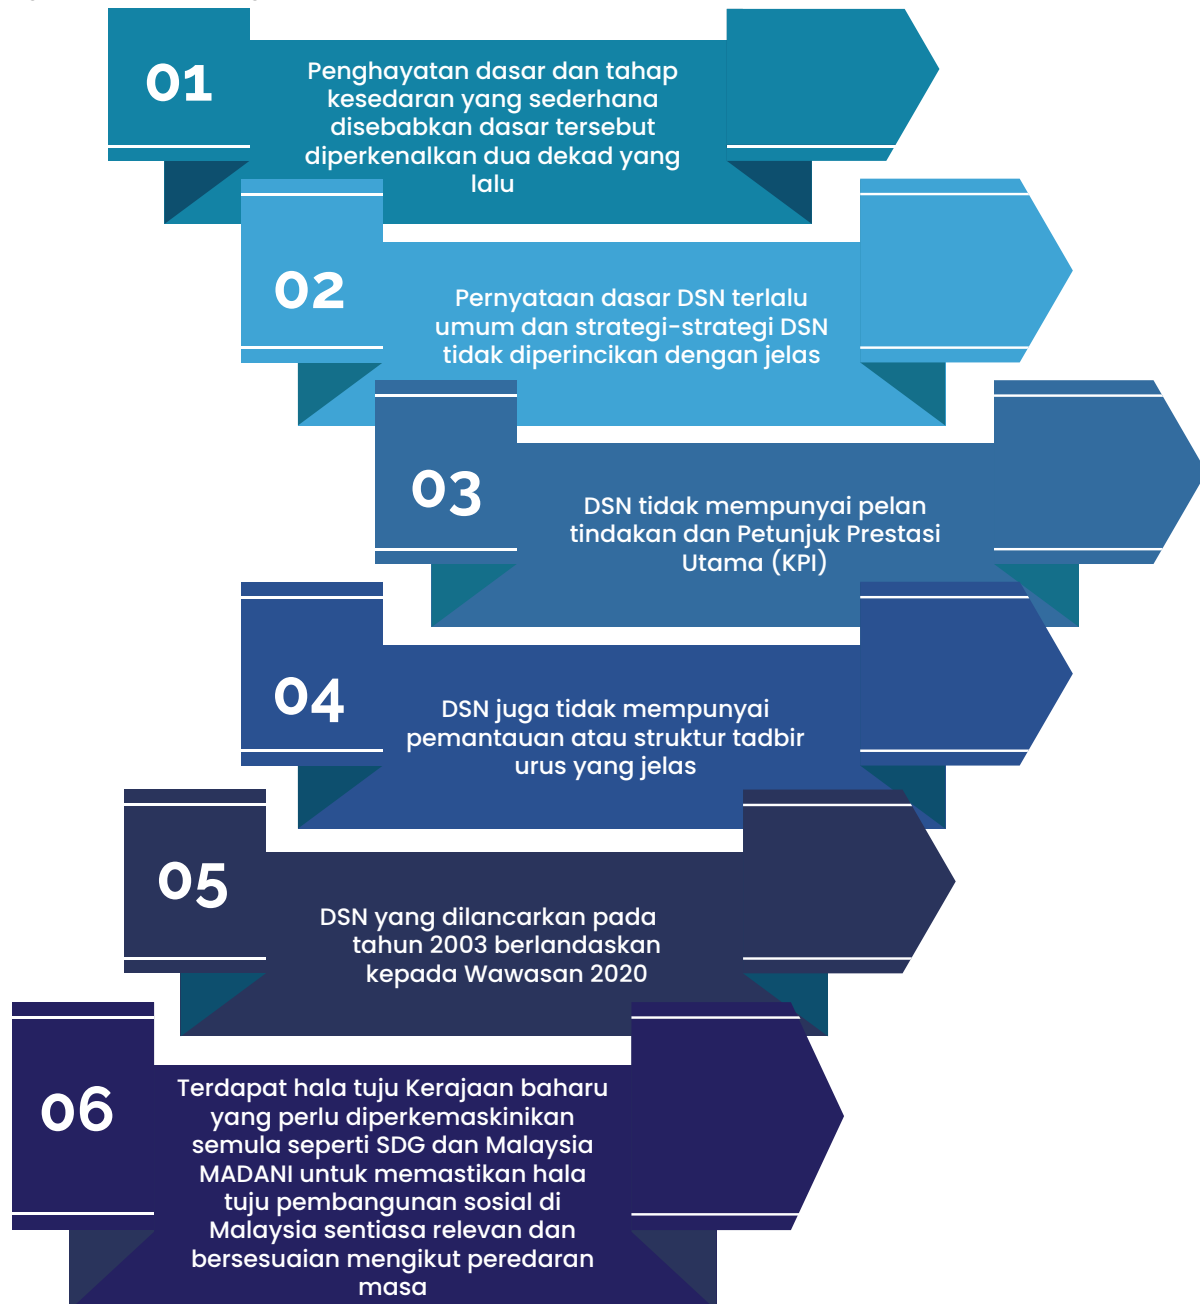 01
Penghayatan dasar dan tahap
kesedaran yang sederhana
disebabkan dasar tersebut
diperkenalkan dua dekad yang
lalu
02
Pernyataan dasar DSN terlalu
umum dan strategi-strategi DSN
tidak diperincikan dengan jelas
03
DSN tidak mempunyai pelan
tindakan dan Petunjuk Prestasi
Utama (KPI)
04
DSN juga tidak mempunyai
pemantauan atau struktur tadbir
urus yang jelas
05
DSN yang dilancarkan pada
tahun 2003 berlandaskan
kepada Wawasan 2020
06
Terdapat hala tuju Kerajaan baharu
yang perlu diperkemaskinikan
semula seperti SDG dan Malaysia
MADANI untuk memastikan hala
tuju pembangunan sosial di
Malaysia sentiasa relevan dan
bersesuaian mengikut peredaran
masa